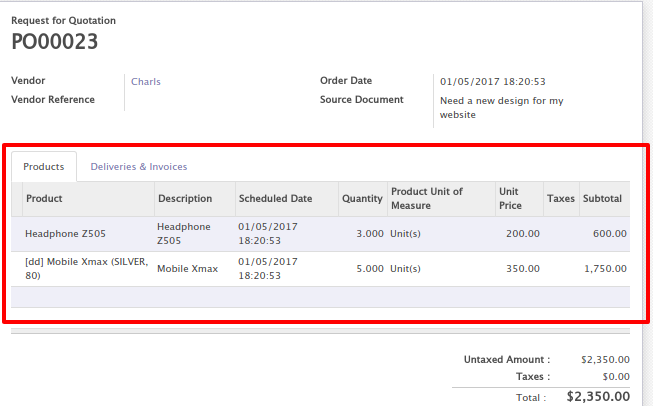 Request for Quotation
PO00023
Vendor Charls Order Date 01/05/2017 18:20:53
Vendor Reference Source Document Need a new design for my
website
Products Deliveries & Invoices
Product Description Scheduled Date Quantity Product Unit of Measure Unit Price Taxes Subtotal
Headphone Z505 Headphone Z505 01/05/2017 18:20:53 3.000 Unit(s) 200.00 600.00
[dd] Mobile Xmax (SILVER, 80) Mobile Xmax 01/05/2017 18:20:53 5.000 Unit(s) 350.00 1,750.00
Untaxed Amount : $2,350.00
Taxes : $0.00
Total : $2,350.00